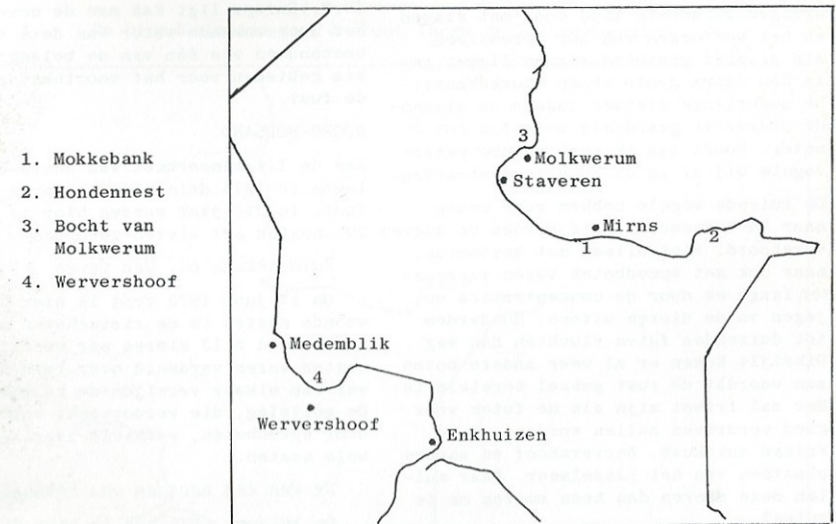 1. Mokkebank
2. Hondennest
3. Bocht van
Molkwerum
4. Wervershoof
3
Molkwerum
Staveren
Mirns
1
2
Medemblik
4
Wervershoof
Enkhuizen